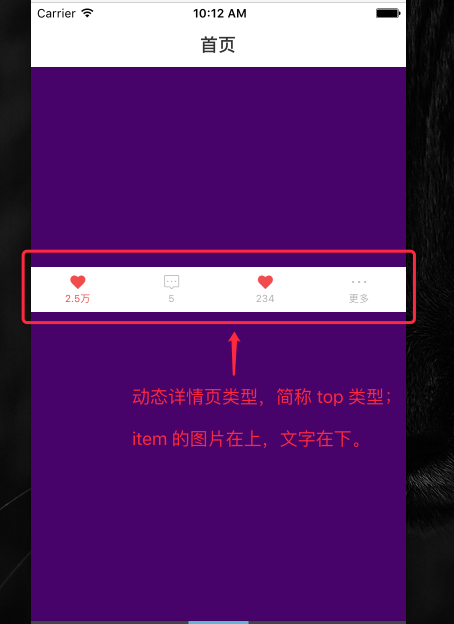 Carrier 10:12 AM
首页
2.5万 5 234 更多
动态详情页类型，简称 top 类型；
item 的图片在上，文字在下。